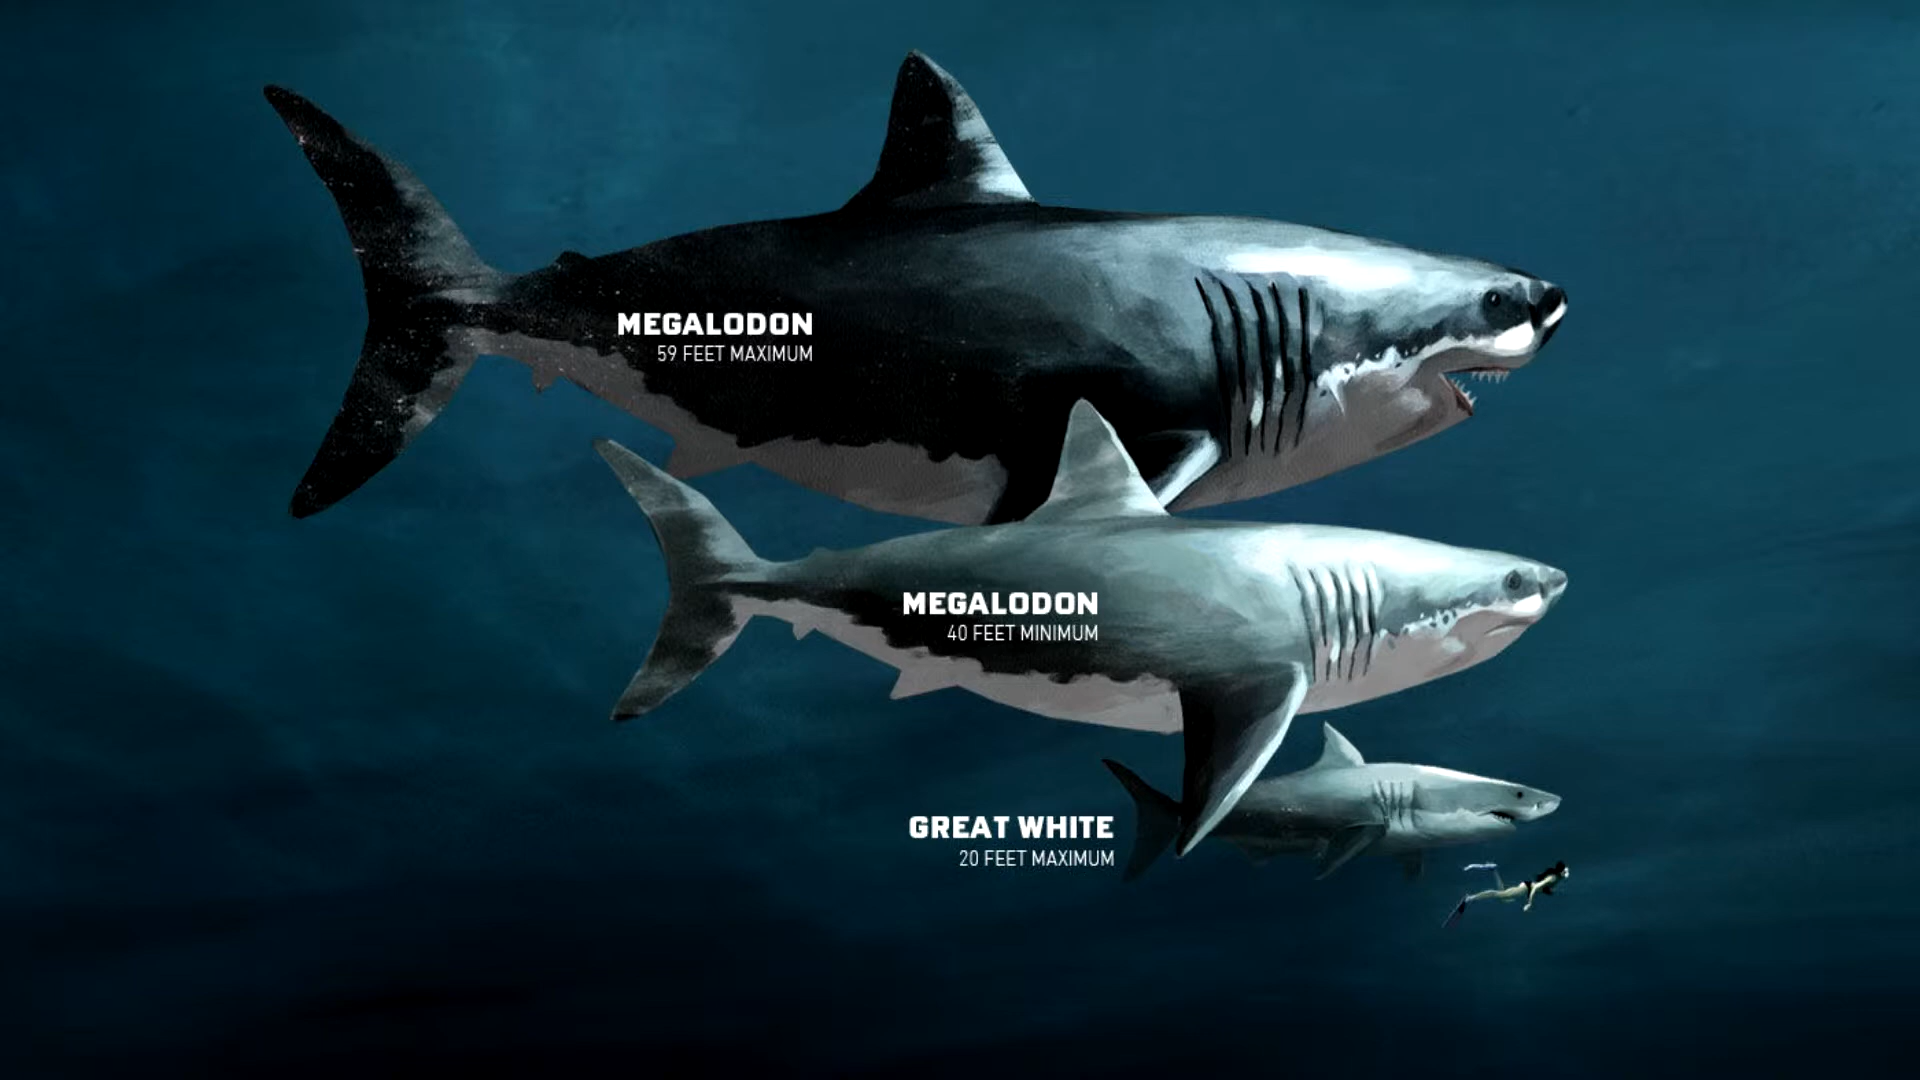 MEGALODON
59 FEET MAXIMUM
MEGALODON
40 FEET MINIMUM
GREAT WHITE
20 FEET MAXIMUM